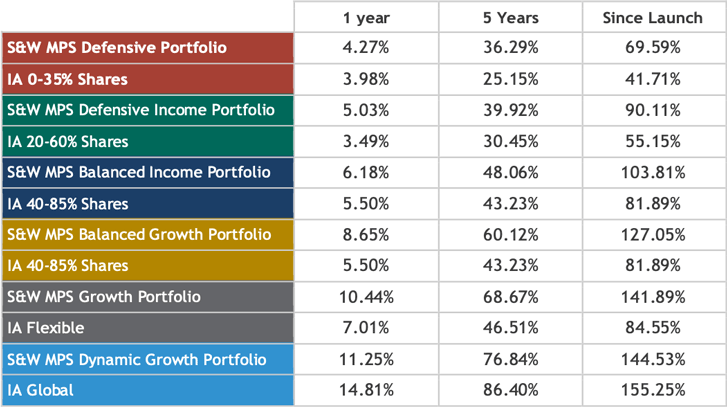 1 year 5 Years Since Launch
S&W MPS Defensive Portfolio 4.27% 36.29% 69.59%
IA 0-35% Shares 3.98% 25.15% 41.71%
S&W MPS Defensive Income Portfolio 5.03% 39.92% 90.11%
IA 20-60% Shares 3.49% 30.45% 55.15%
S&W MPS Balanced Income Portfolio 6.18% 48.06% 103.81%
IA 40-85% Shares 5.50% 43.23% 81.89%
S&W MPS Balanced Growth Portfolio 8.65% 60.12% 127.05%
IA 40-85% Shares 5.50% 43.23% 81.89%
S&W MPS Growth Portfolio 10.44% 68.67% 141.89%
IA Flexible 7.01% 46.51% 84.55%
S&W MPS Dynamic Growth Portfolio 11.25% 76.84% 144.53%
IA Global 14.81% 86.40% 155.25%